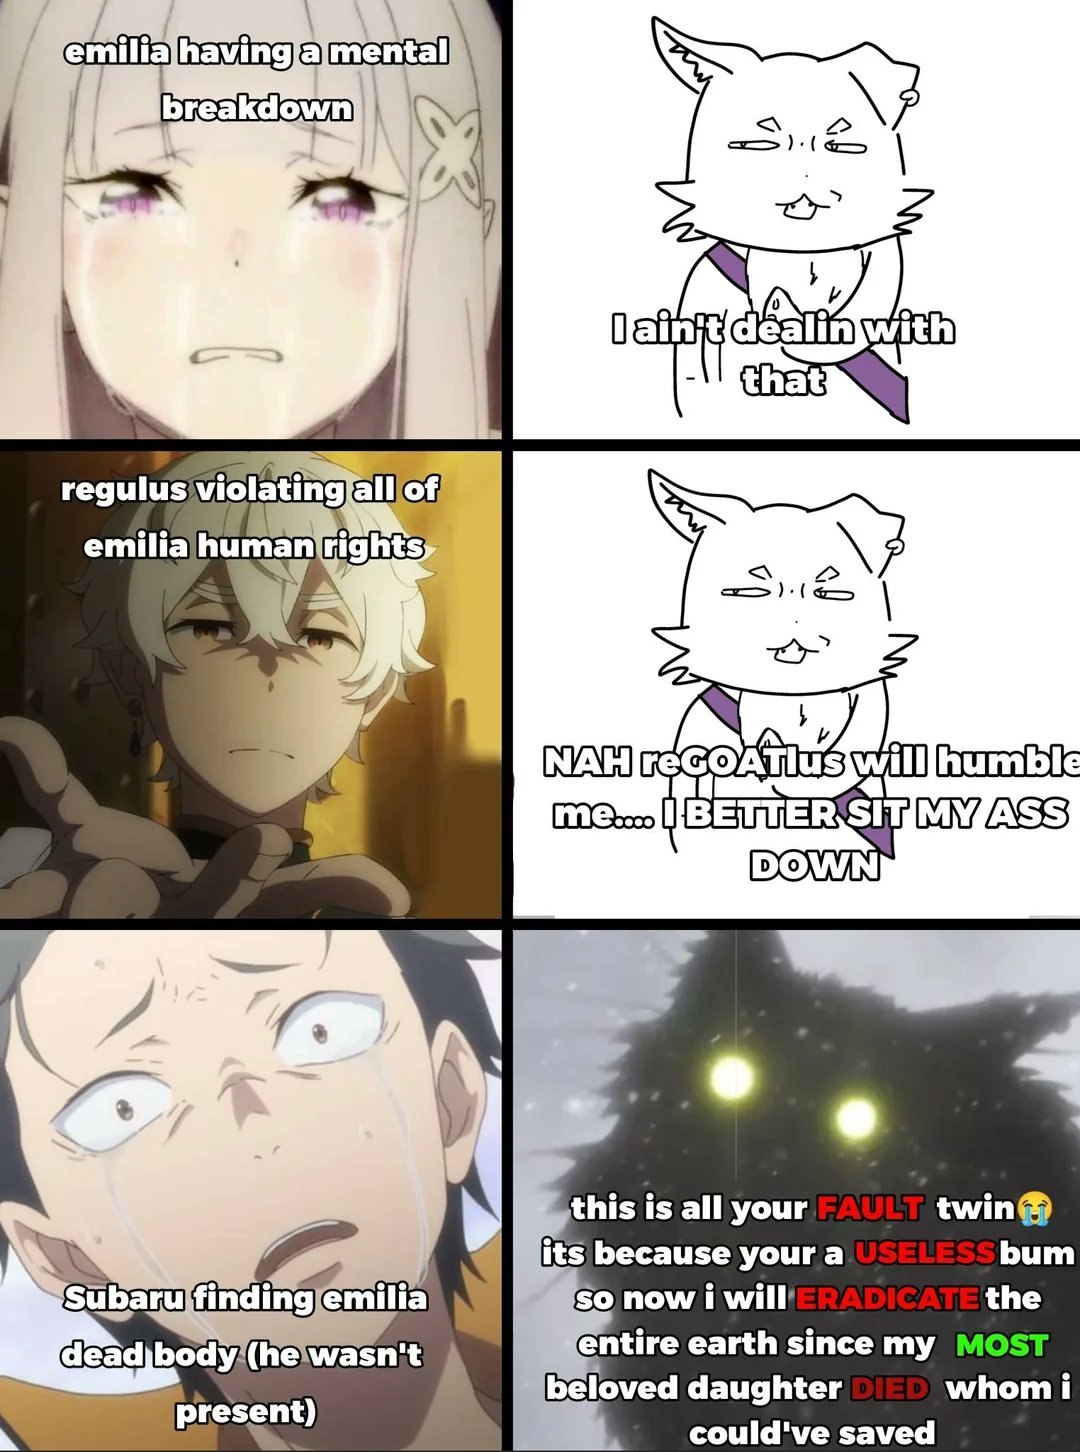 emilia having a mental
breakdown
I ain't dealin with
that
regulus violating all of
emilia human rights
NAH reGOATlus will humble
me.... I BETTER SIT MY ASS
DOWN
Subaru finding emilia
dead body (he wasn't
present)
this is all your FAULT twin😭
its because your a USELESS bum
so now i will ERADICATE the
entire earth since my MOST
beloved daughter DIED whom i
could've saved